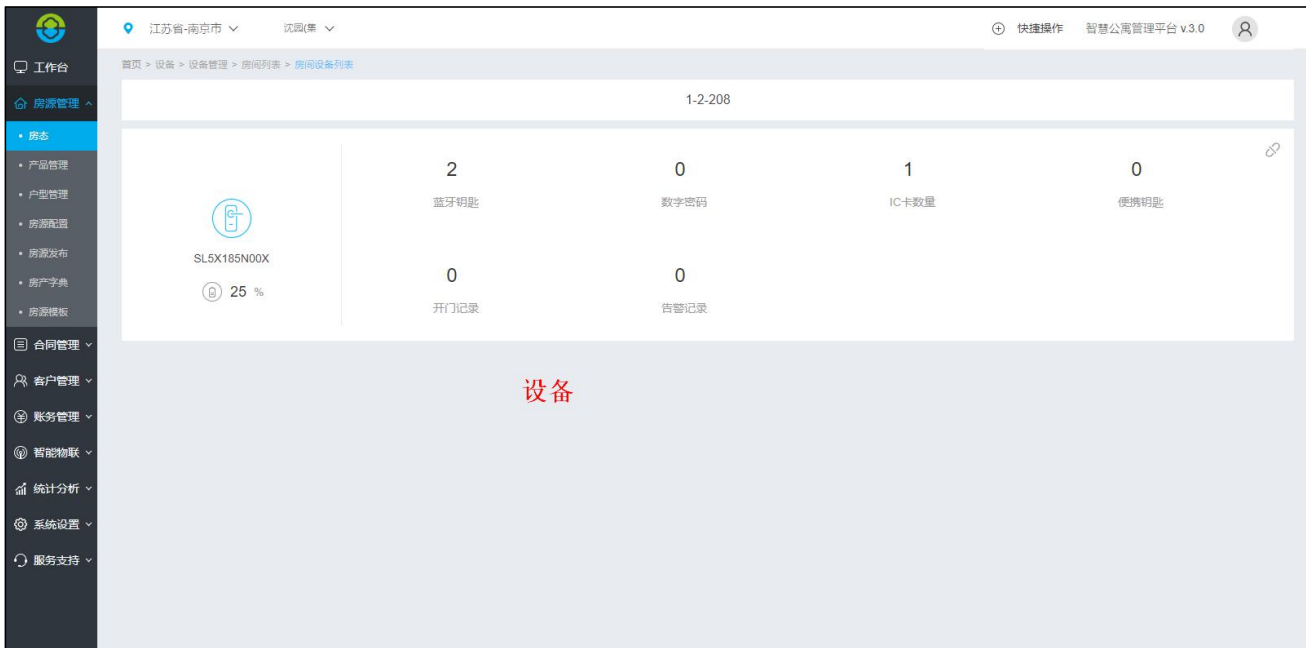 江苏省-南京市
沈园(集
快捷操作
智慧公寓管理平台 v.3.0
工作台
房源管理
房态
产品管理
户型管理
房源配置
房源发布
房产字典
房源模板
合同管理
客户管理
账务管理
智能物联
统计分析
系统设置
服务支持
首页 > 设备 > 设备管理 > 房间列表 > 房间设备列表
1-2-208
SL5X185N00X
25 %
2
蓝牙钥匙
0
数字密码
1
IC卡数量
0
便携钥匙
0
开门记录
0
告警记录
设备